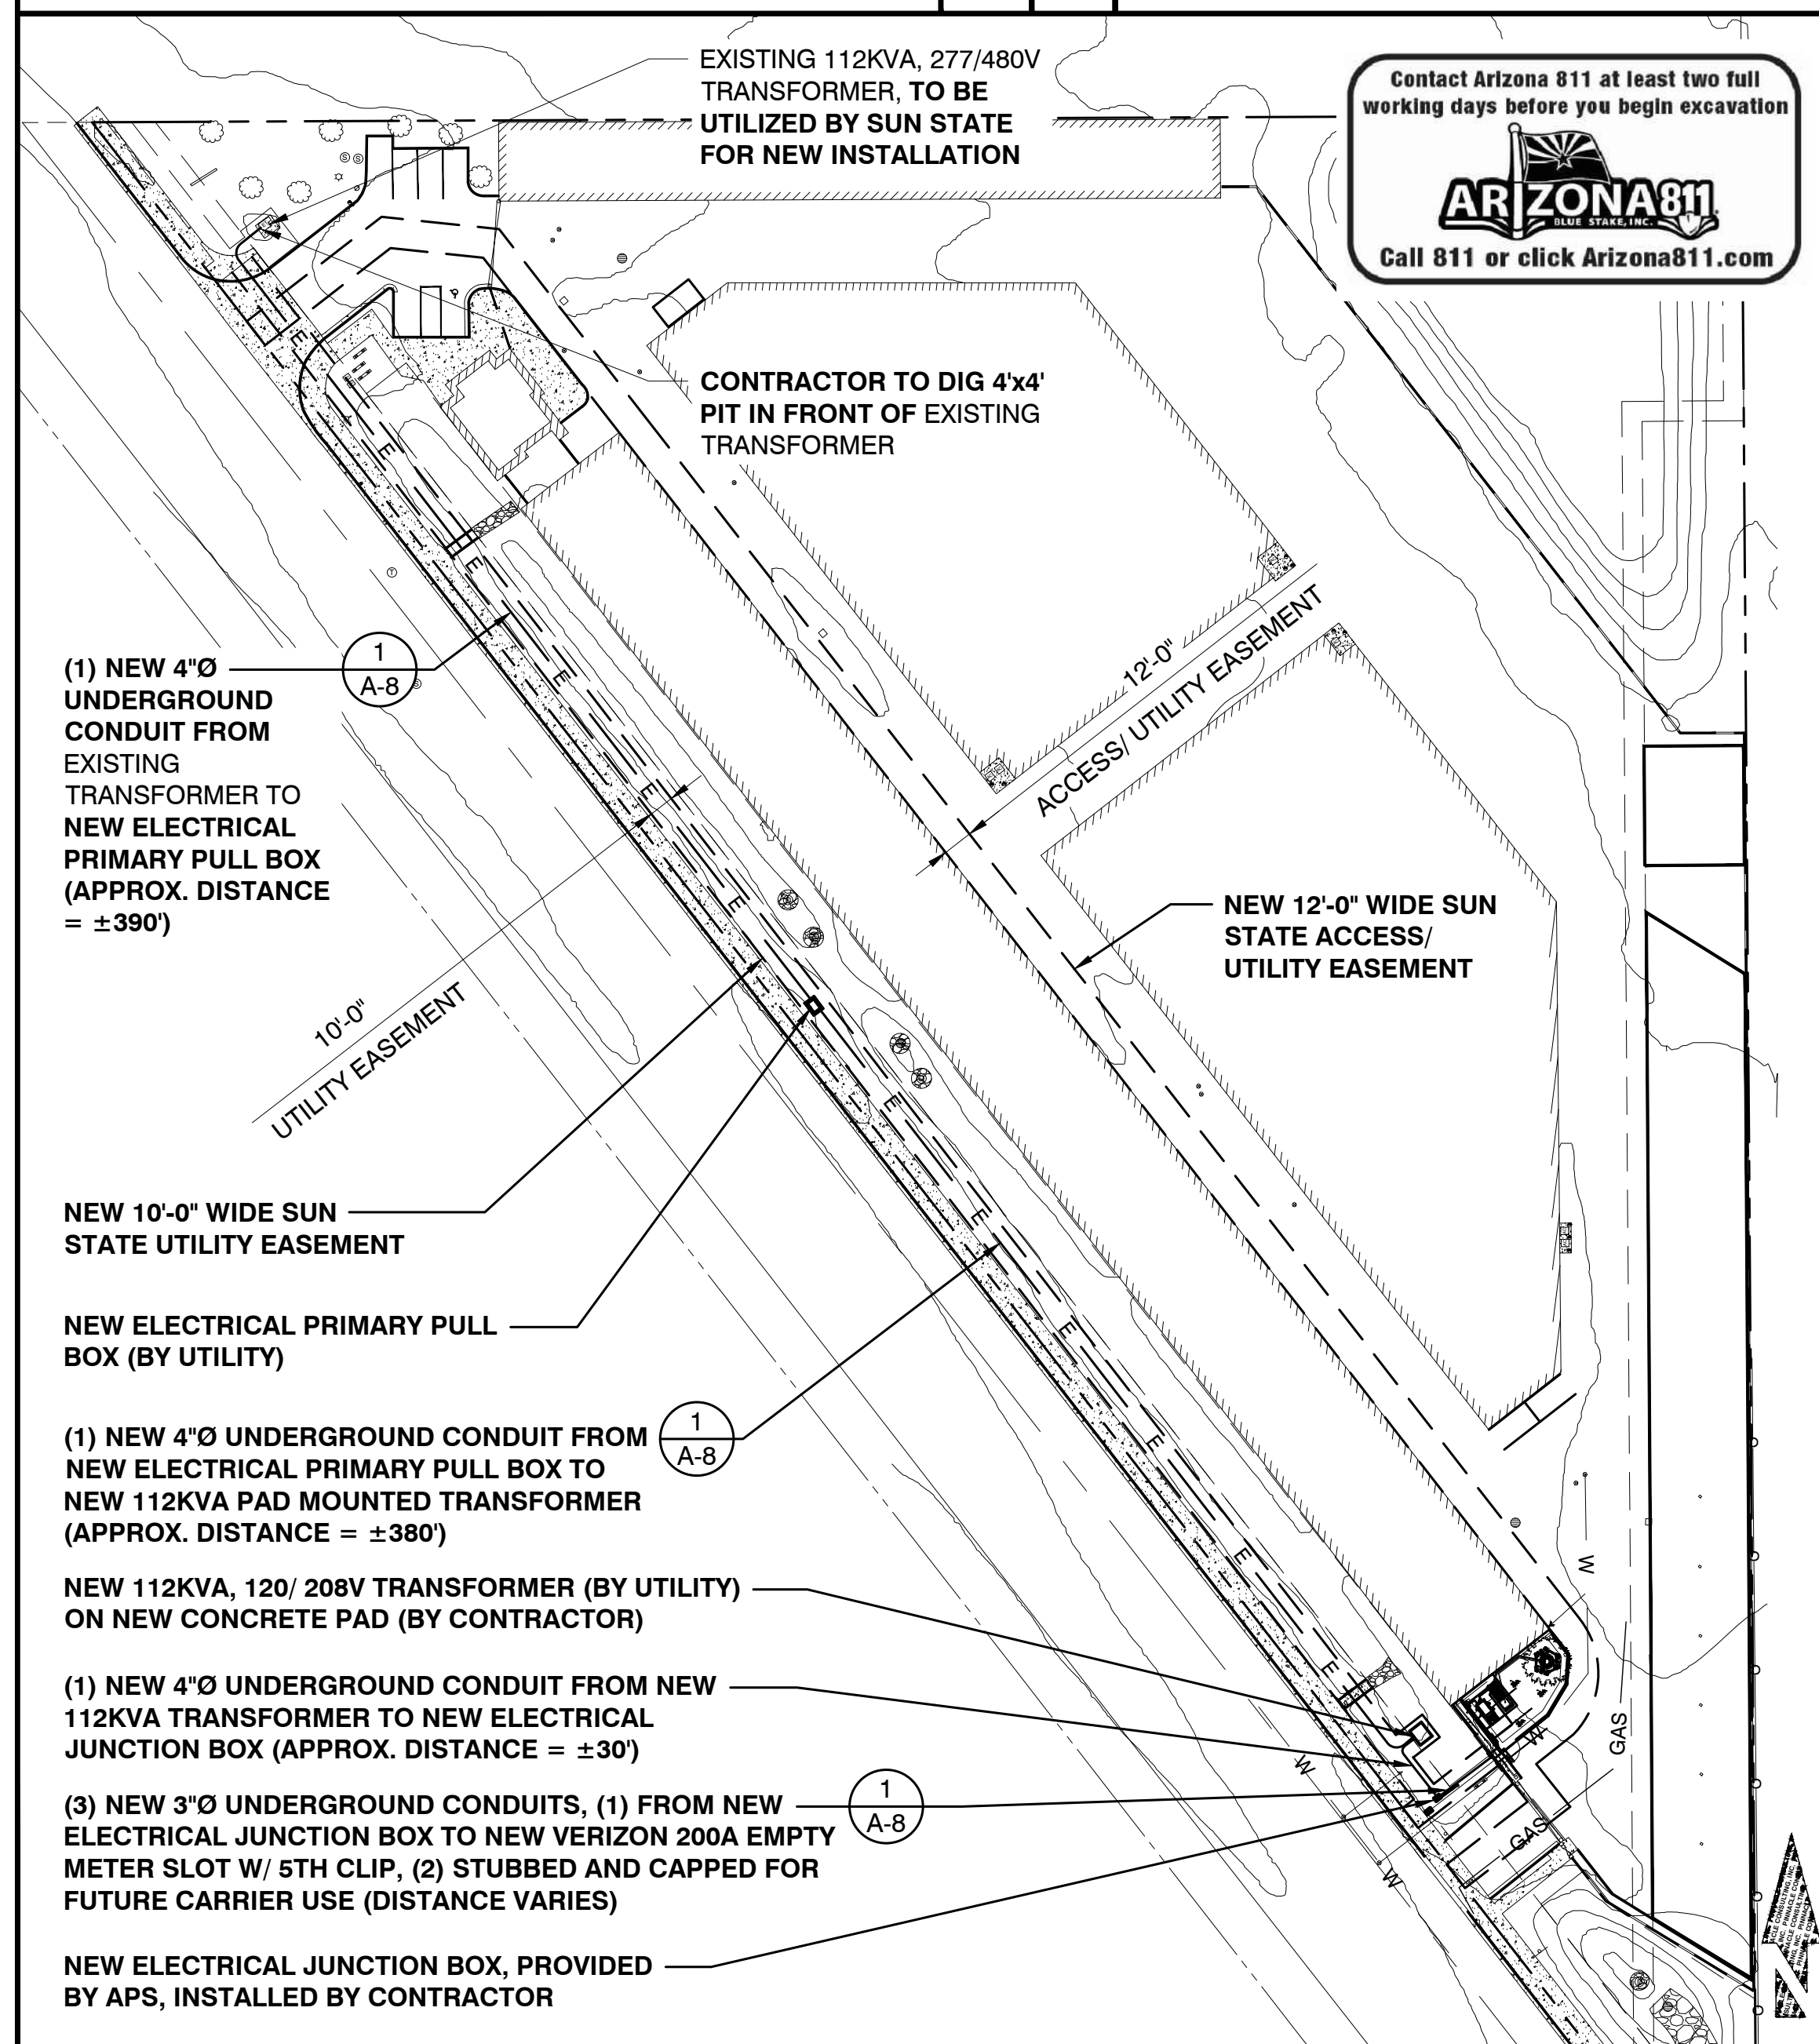 EXISTING 112KVA, 277/480V
TRANSFORMER, TO BE
UTILIZED BY SUN STATE
FOR NEW INSTALLATION
Contact Arizona 811 at least two full
working days before you begin excavation
ARIZONA811
BLUE STAKE, INC.
Call 811 or click Arizona811.com
CONTRACTOR TO DIG 4'x4'
PIT IN FRONT OF EXISTING
TRANSFORMER
(1) NEW 4"Ø
UNDERGROUND
CONDUIT FROM
EXISTING
TRANSFORMER TO
NEW ELECTRICAL
PRIMARY PULL BOX
(APPROX. DISTANCE
= ±390')
1
A-8
12'-0"
ACCESS/ UTILITY EASEMENT
NEW 12'-0" WIDE SUN
STATE ACCESS/
UTILITY EASEMENT
10'-0"
UTILITY EASEMENT
NEW 10'-0" WIDE SUN
STATE UTILITY EASEMENT
NEW ELECTRICAL PRIMARY PULL
BOX (BY UTILITY)
(1) NEW 4"Ø UNDERGROUND CONDUIT FROM
NEW ELECTRICAL PRIMARY PULL BOX TO
NEW 112KVA PAD MOUNTED TRANSFORMER
(APPROX. DISTANCE = ±380')
1
A-8
NEW 112KVA, 120/ 208V TRANSFORMER (BY UTILITY)
ON NEW CONCRETE PAD (BY CONTRACTOR)
(1) NEW 4"Ø UNDERGROUND CONDUIT FROM NEW
112KVA TRANSFORMER TO NEW ELECTRICAL
JUNCTION BOX (APPROX. DISTANCE = ±30')
(3) NEW 3"Ø UNDERGROUND CONDUITS, (1) FROM NEW
ELECTRICAL JUNCTION BOX TO NEW VERIZON 200A EMPTY
METER SLOT W/ 5TH CLIP, (2) STUBBED AND CAPPED FOR
FUTURE CARRIER USE (DISTANCE VARIES)
1
A-8
NEW ELECTRICAL JUNCTION BOX, PROVIDED
BY APS, INSTALLED BY CONTRACTOR
E
E
E
E
E
E
E
E
E
E
E
E
W
W
W
W
GAS
GAS
N